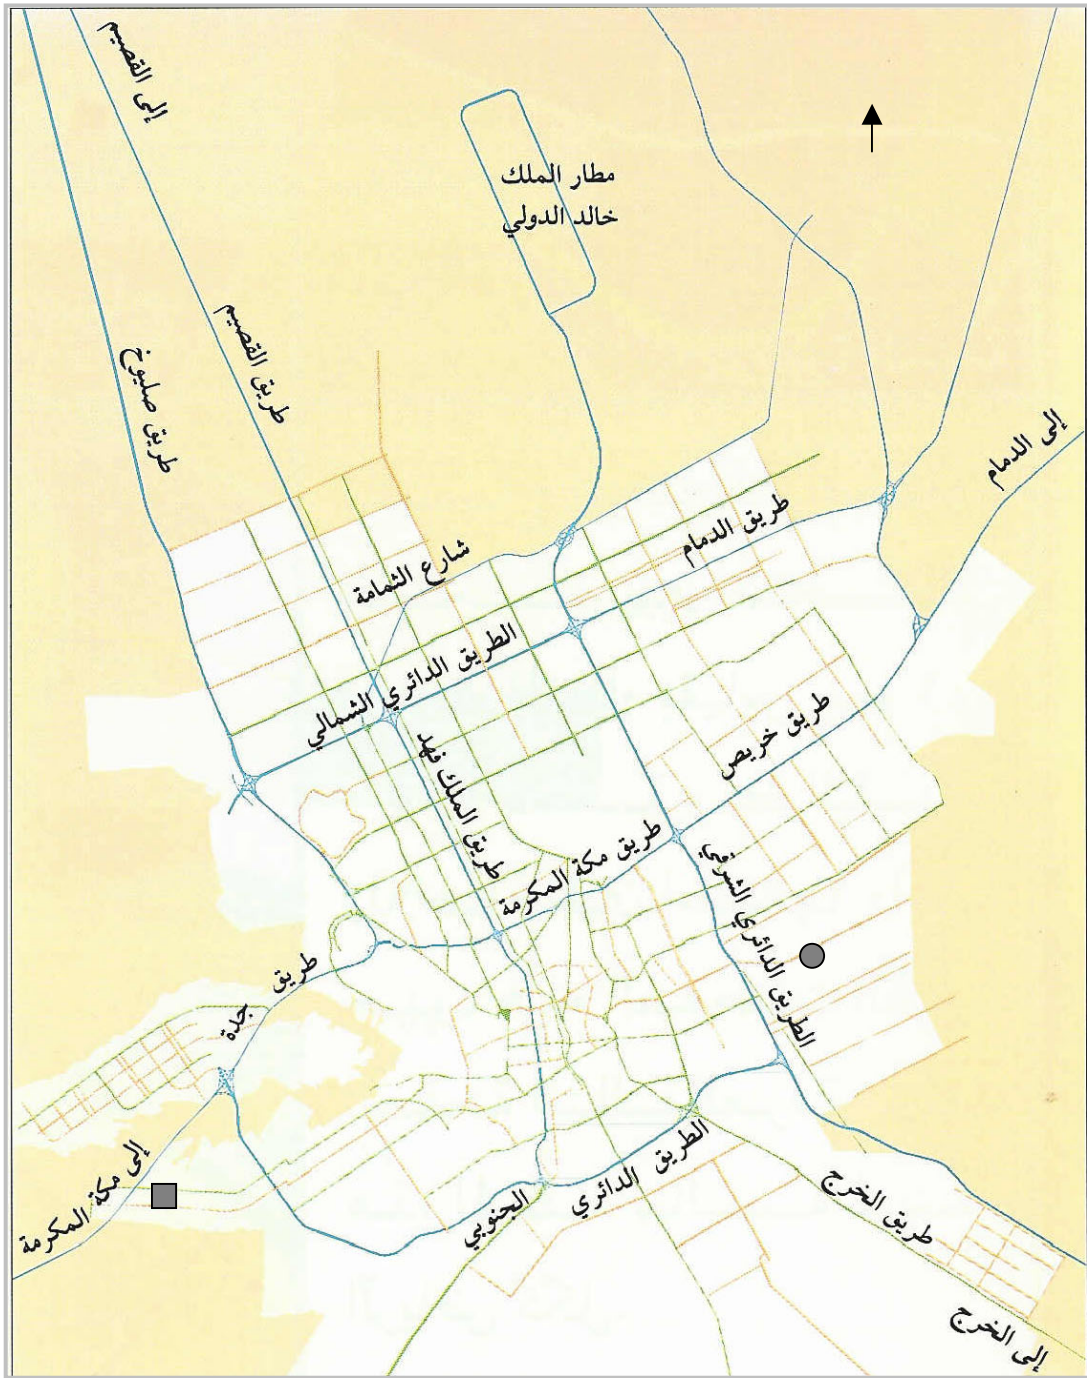 إلى القصيم
مطار الملك
خالد الدولي
طريق القصيم
طريق صلبوخ
إلى الدمام
طريق الدمام
شارع الثمامة
الطريق الدائري الشمالي
طريق خريص
طريق الملك فهد
طريق مكة المكرمة
الطريق الدائري الشرقي
طريق جدة
إلى مكة المكرمة
الطريق الدائري الجنوبي
طريق الخرج
إلى الخرج